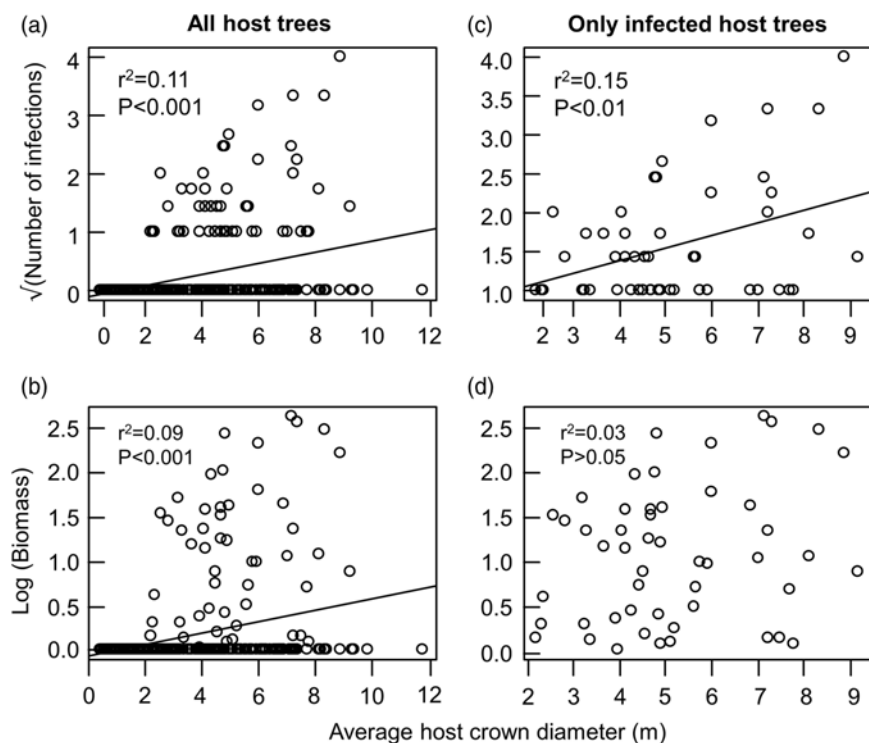 (a) All host trees
r²=0.11
P<0.001
√(Number of infections)
4
3
2
1
0
0 2 4 6 8 10 12
(c) Only infected host trees
r²=0.15
P<0.01
4.0
3.5
3.0
2.5
2.0
1.5
1.0
2 3 4 5 6 7 8 9
(b)
r²=0.09
P<0.001
Log (Biomass)
2.5
2.0
1.5
1.0
0.5
0.0
0 2 4 6 8 10 12
(d)
r²=0.03
P>0.05
2.5
2.0
1.5
1.0
0.5
0.0
2 3 4 5 6 7 8 9
Average host crown diameter (m)